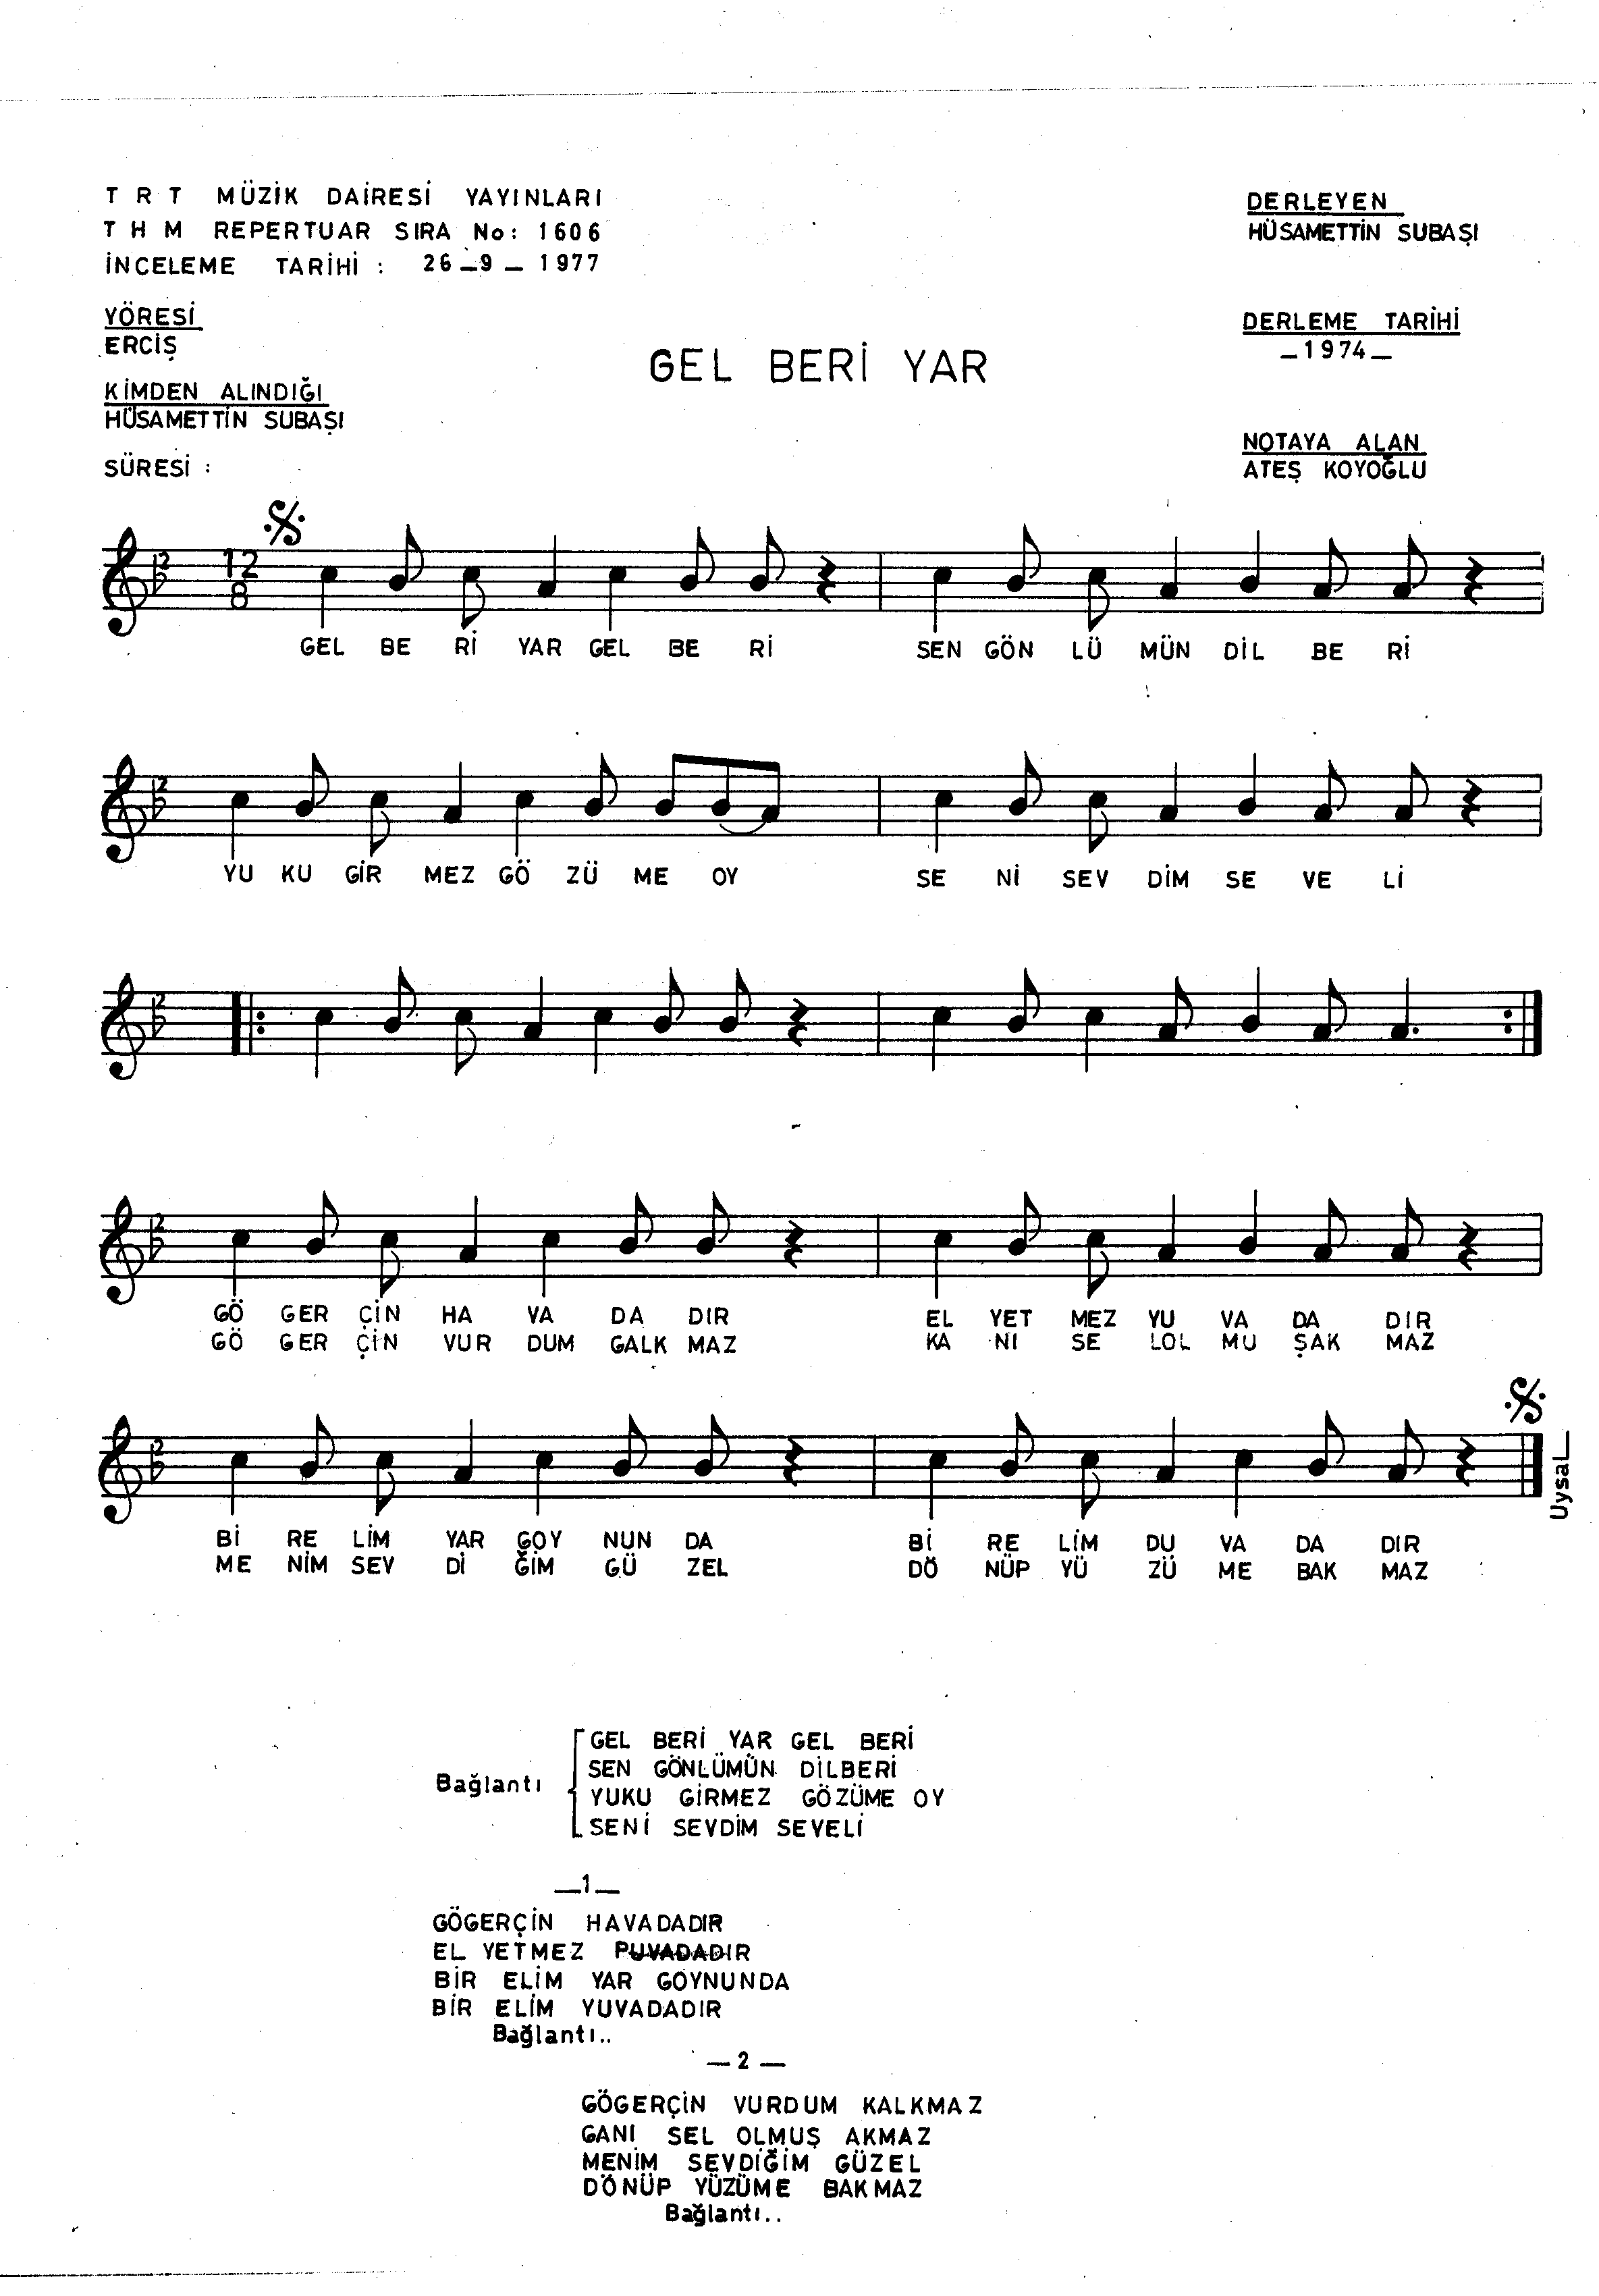 T R T MÜZİK DAİRESİ YAYINLARI
T H M REPERTUAR SIRA No: 1606
İNCELEME TARİHİ : 26_9_1977
DERLEYEN
HÜSAMETTİN SUBAŞI
YÖRESİ
ERCİŞ
DERLEME TARİHİ
_1974_
GEL BERİ YAR
KİMDEN ALINDIĞI
HÜSAMETTİN SUBAŞI
NOTAYA ALAN
ATEŞ KOYOĞLU
SÜRESİ :
12
8
GEL BE Rİ YAR GEL BE Rİ SEN GÖN LÜ MÜN DİL BE Rİ
YU KU GİR MEZ GÖ ZÜ ME OY SE Nİ SEV DİM SE VE Lİ
GÖ GER ÇİN HA VA DA DIR EL YET MEZ YU VA DA DIR
GÖ GER ÇİN VUR DUM GALK MAZ KA NI SE LOL MU ŞAK MAZ
Bİ RE LİM YAR GOY NUN DA Bİ RE LİM DU VA DA DIR
ME NİM SEV Dİ ĞİM GÜ ZEL DÖ NÜP YÜ ZÜ ME BAK MAZ
Uysal
Bağlantı
GEL BERİ YAR GEL BERİ
SEN GÖNLÜMÜN DİLBERİ
YUKU GİRMEZ GÖZÜME OY
SENİ SEVDİM SEVELİ
_1_
GÖGERÇİN HAVADADIR
EL YETMEZ PUVADADIR
BİR ELİM YAR GOYNUNDA
BİR ELİM YUVADADIR
Bağlantı..
_ 2 _
GÖGERÇİN VURDUM KALKMAZ
GANI SEL OLMUŞ AKMAZ
MENİM SEVDİĞİM GÜZEL
DÖNÜP YÜZÜME BAKMAZ
Bağlantı..